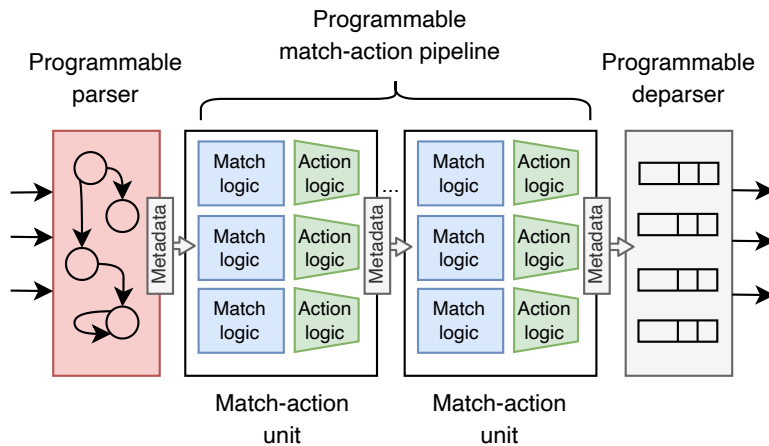 Programmable
match-action pipeline
Programmable
parser
Programmable
deparser
Metadata
Match
logic
Action
logic
Match
logic
Action
logic
Match
logic
Action
logic
...
Metadata
Match
logic
Action
logic
Match
logic
Action
logic
Match
logic
Action
logic
Metadata
Match-action
unit
Match-action
unit